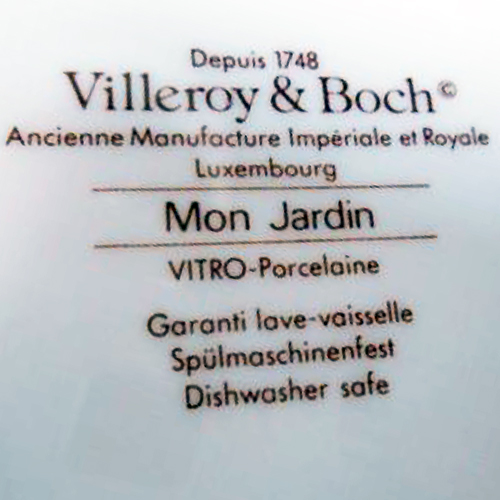 Depuis 1748
Villeroy & Boch©
Ancienne Manufacture Impériale et Royale
Luxembourg
Mon Jardin
VITRO-Porcelaine
Garanti lave-vaisselle
Spülmaschinenfest
Dishwasher safe